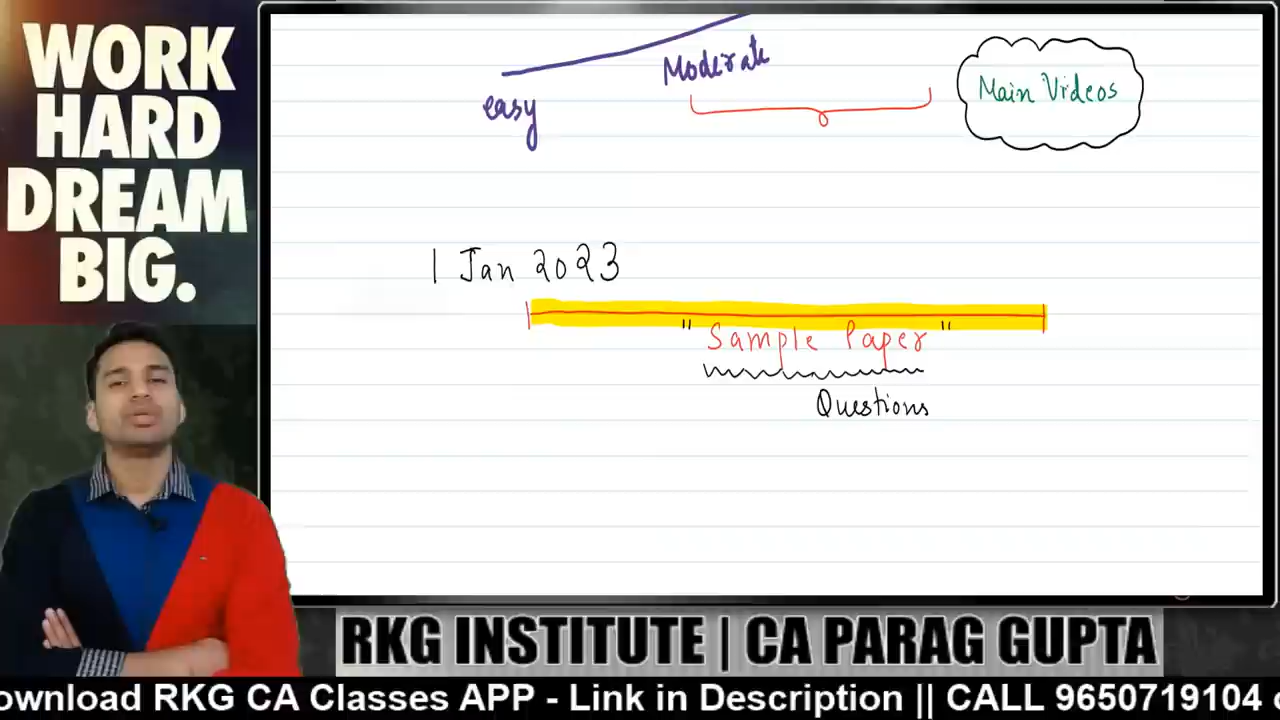 WORK
HARD
DREAM
BIG.
easy
Moderate
Main Videos
1 Jan 2023
" Sample Paper "
Questions
RKG INSTITUTE | CA PARAG GUPTA
ownload RKG CA Classes APP - Link in Description || CALL 9650719104 o